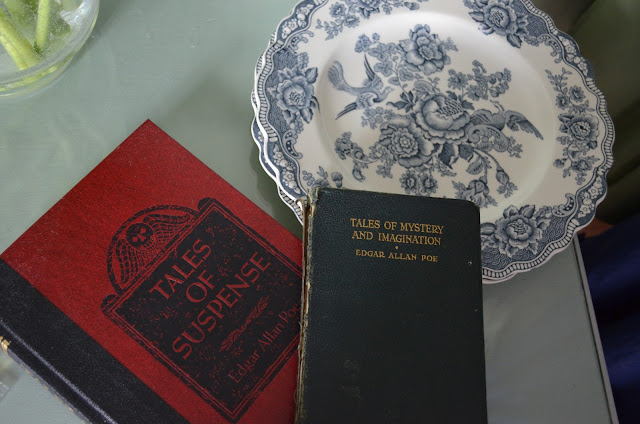 TALES
OF
SUSPENSE
Edgar Allan Poe
TALES OF MYSTERY
AND IMAGINATION
EDGAR ALLAN POE